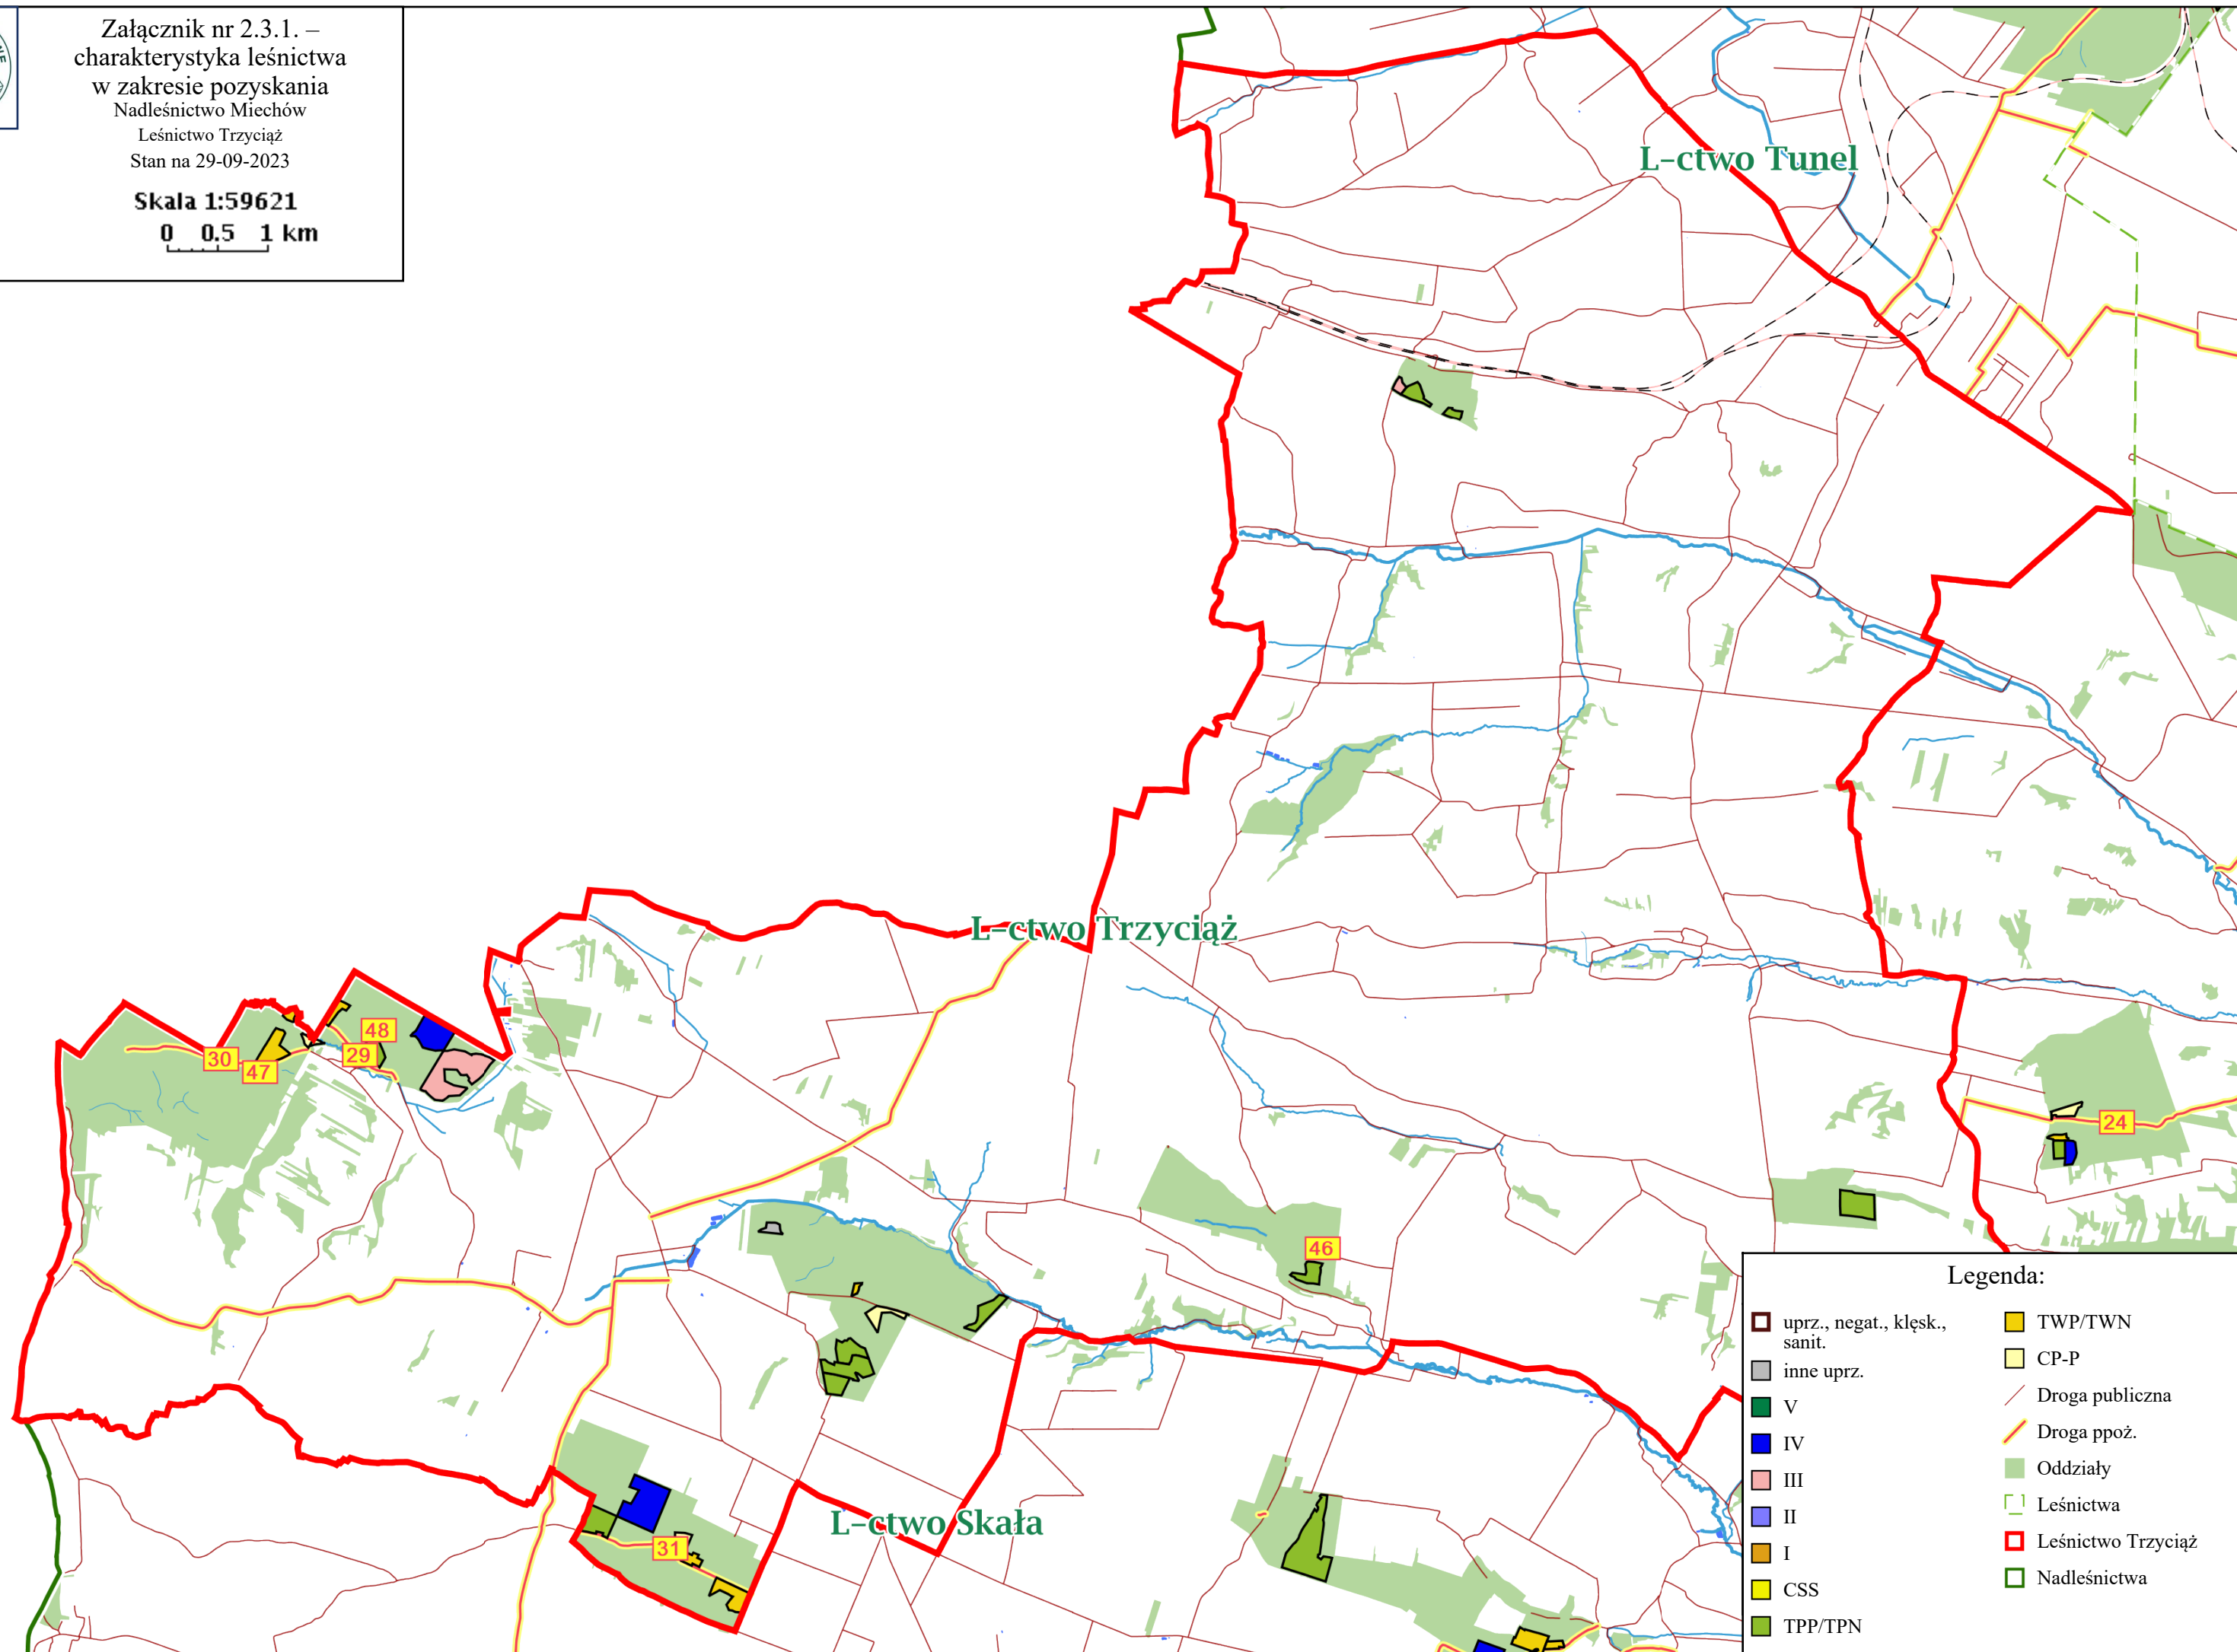 Załącznik nr 2.3.1. –
charakterystyka leśnictwa
w zakresie pozyskania
Nadleśnictwo Miechów
Leśnictwo Trzyciąż
Stan na 29-09-2023
Skala 1:59621
0 0.5 1 km
L-ctwo Tunel
L-ctwo Trzyciąż
48
30
29
47
24
46
L-ctwo Skała
31
Legenda:
uprz., negat., klęsk.,
sanit.
inne uprz.
V
IV
III
II
I
CSS
TPP/TPN
TWP/TWN
CP-P
Droga publiczna
Droga ppoż.
Oddziały
Leśnictwa
Leśnictwo Trzyciąż
Nadleśnictwa